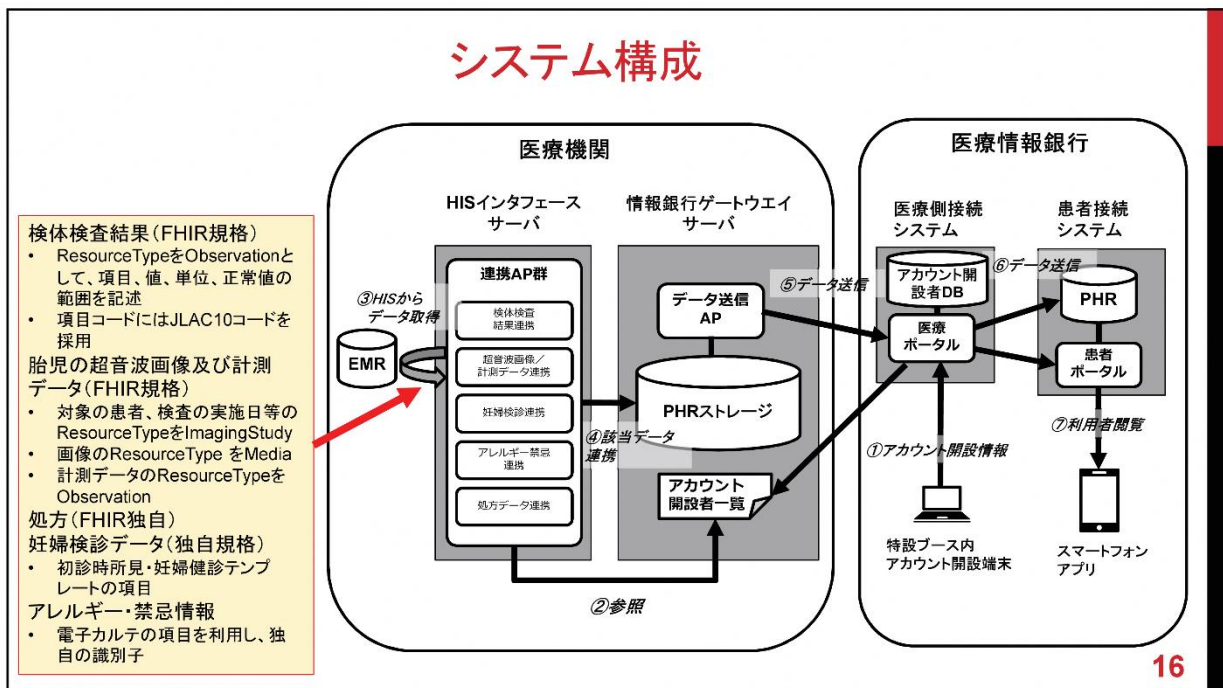 システム構成
検体検査結果(FHIR規格)
• ResourceTypeをObservationと
して、項目、値、単位、正常値の
範囲を記述
• 項目コードにはJLAC10コードを
採用
胎児の超音波画像及び計測
データ(FHIR規格)
• 対象の患者、検査の実施日等の
ResourceTypeをImagingStudy
• 画像のResourceType をMedia
• 計測データのResourceTypeを
Observation
処方(FHIR独自)
妊婦検診データ(独自規格)
• 初診時所見・妊婦健診テンプ
レートの項目
アレルギー・禁忌情報
• 電子カルテの項目を利用し、独
自の識別子
医療機関
HISインタフェース
サーバ
連携AP群
検体検査
結果連携
超音波画像/
計測データ連携
妊婦検診連携
アレルギー禁忌
連携
処方データ連携
③HISから
データ取得
EMR
情報銀行ゲートウエイ
サーバ
データ送信
AP
PHRストレージ
④該当データ
連携
アカウント
開設者一覧
②参照
⑤データ送信
医療情報銀行
医療側接続
システム
アカウント開
設者DB
医療
ポータル
①アカウント開設情報
特設ブース内
アカウント開設端末
患者接続
システム
⑥データ送信
PHR
患者
ポータル
⑦利用者閲覧
スマートフォン
アプリ
16